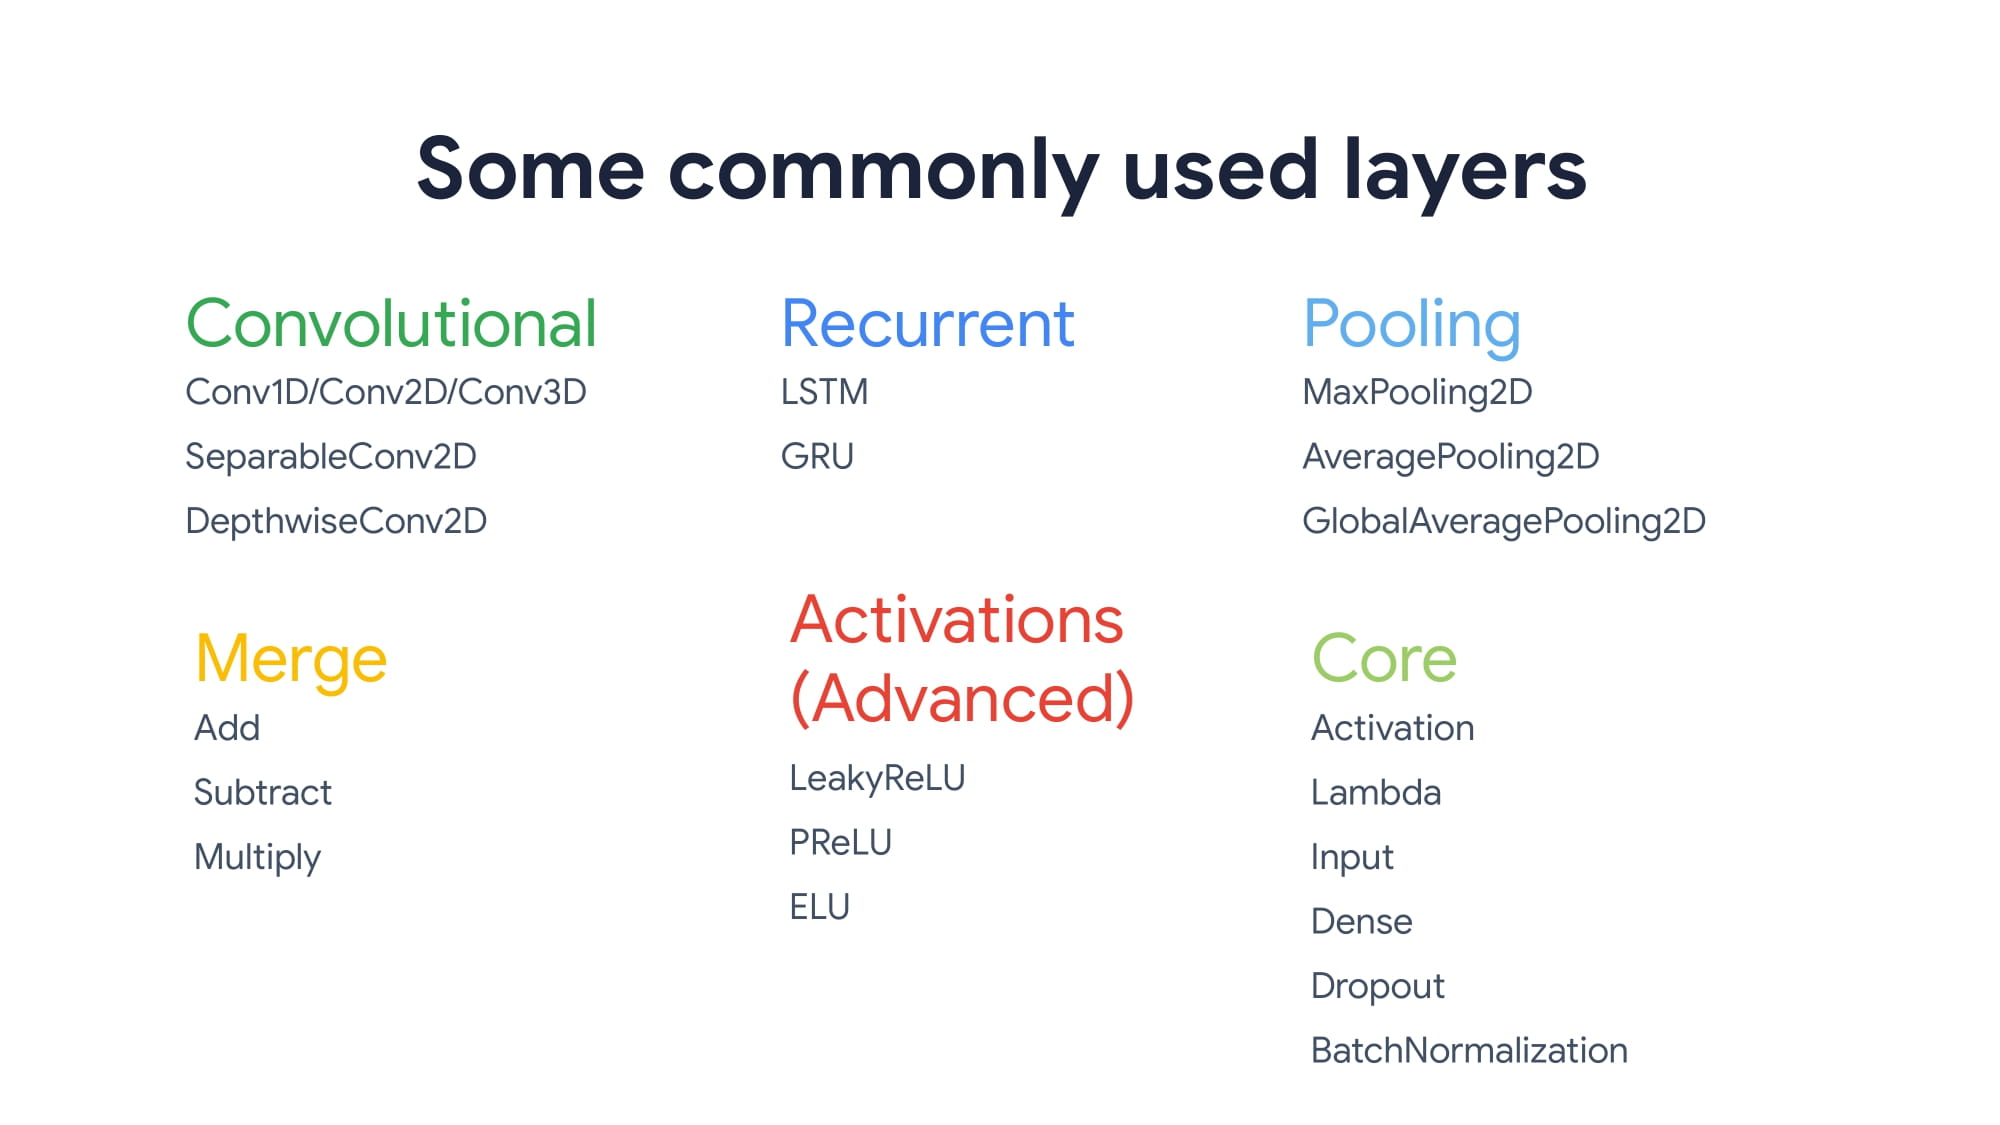 Some commonly used layers
Convolutional
Conv1D/Conv2D/Conv3D
SeparableConv2D
DepthwiseConv2D
Recurrent
LSTM
GRU
Pooling
MaxPooling2D
AveragePooling2D
GlobalAveragePooling2D
Merge
Add
Subtract
Multiply
Activations
(Advanced)
LeakyReLU
PReLU
ELU
Core
Activation
Lambda
Input
Dense
Dropout
BatchNormalization